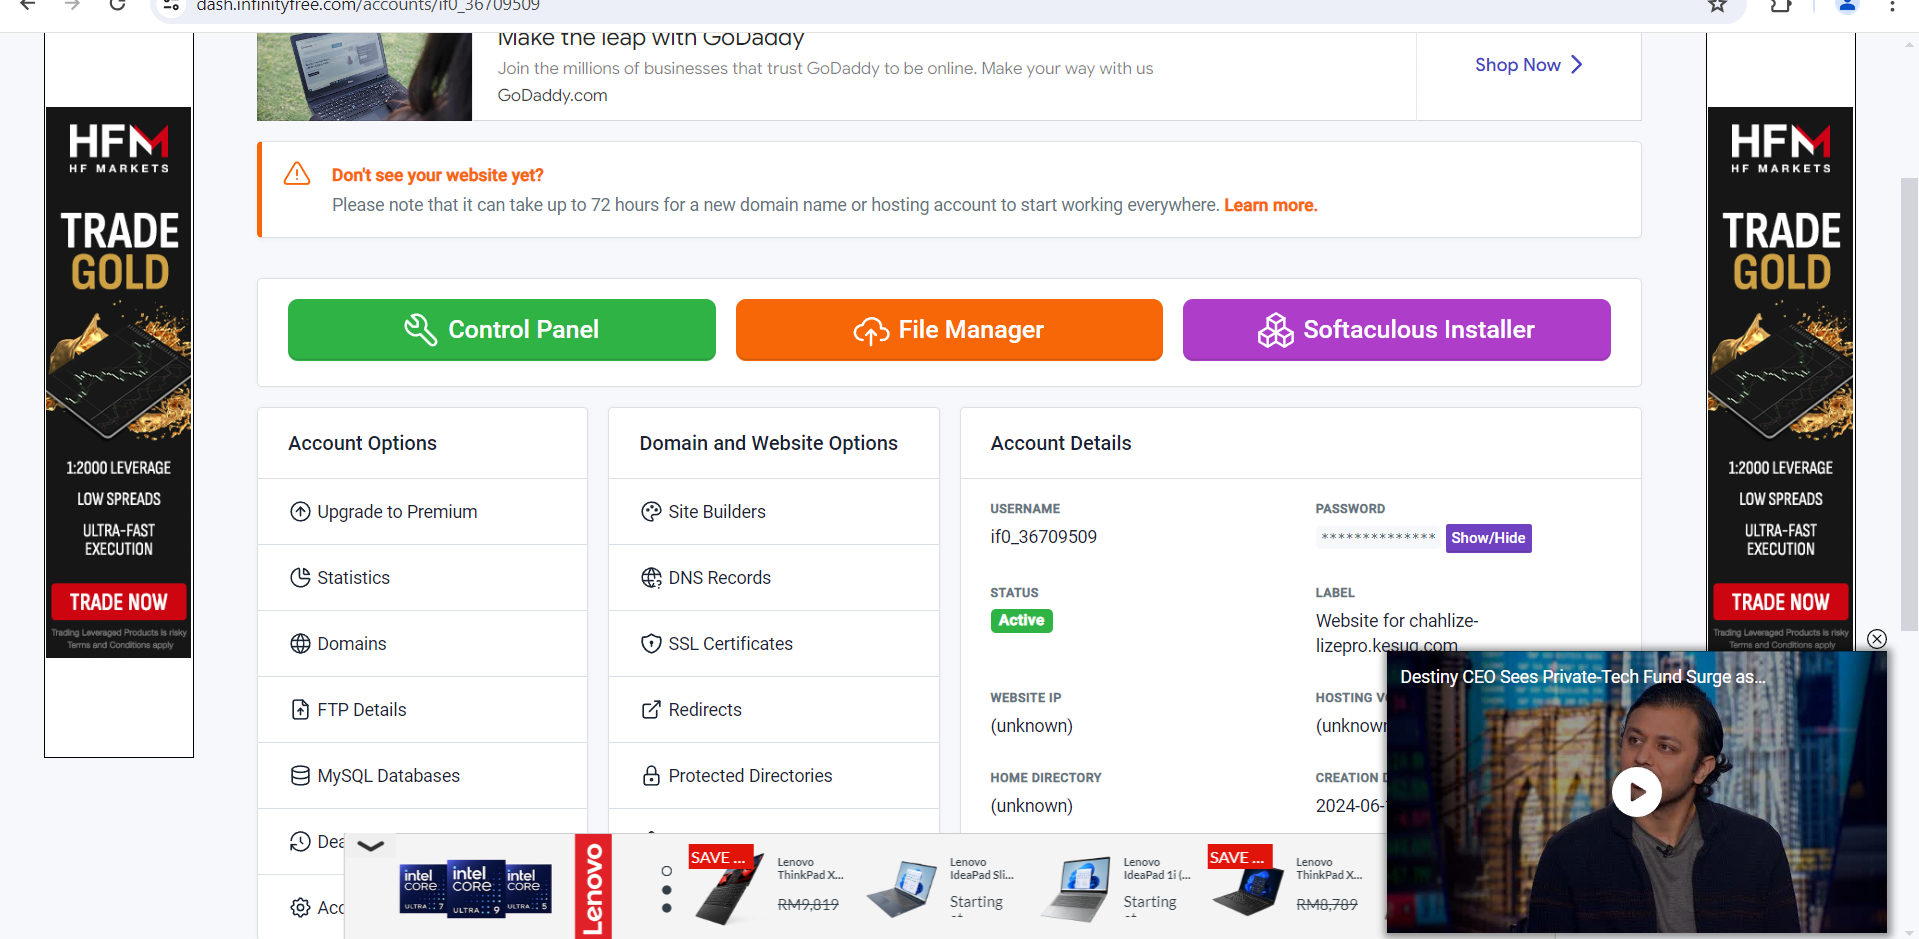 dash.infinityfree.com/accounts/if0_36709509
Make the leap with GoDaddy
Join the millions of businesses that trust GoDaddy to be online. Make your way with us
GoDaddy.com
Shop Now
HFM
HF MARKETS
TRADE
GOLD
1:2000 LEVERAGE
LOW SPREADS
ULTRA-FAST
EXECUTION
TRADE NOW
Trading Leveraged Products is risky
Terms and Conditions apply
Don't see your website yet?
Please note that it can take up to 72 hours for a new domain name or hosting account to start working everywhere. Learn more.
Control Panel
File Manager
Softaculous Installer
Account Options
Upgrade to Premium
Statistics
Domains
FTP Details
MySQL Databases
Dea
Acc
Domain and Website Options
Site Builders
DNS Records
SSL Certificates
Redirects
Protected Directories
Account Details
USERNAME
if0_36709509
PASSWORD
************** Show/Hide
STATUS
Active
LABEL
Website for chahlize-
lizepro.kesug.com
WEBSITE IP
(unknown)
HOSTING VO
(unknown
HOME DIRECTORY
(unknown)
CREATION D
2024-06-
HFM
HF MARKETS
TRADE
GOLD
1:2000 LEVERAGE
LOW SPREADS
ULTRA-FAST
EXECUTION
TRADE NOW
Trading Leveraged Products is risky
Terms and Conditions apply
Destiny CEO Sees Private-Tech Fund Surge as...
intel CORE ULTRA 7
intel CORE ULTRA 9
intel CORE ULTRA 5
Lenovo
SAVE ...
Lenovo
ThinkPad X...
RM9,819
Lenovo
IdeaPad Sli...
Starting
Lenovo
IdeaPad 1i (...
Starting
SAVE ...
Lenovo
ThinkPad X...
RM8,789